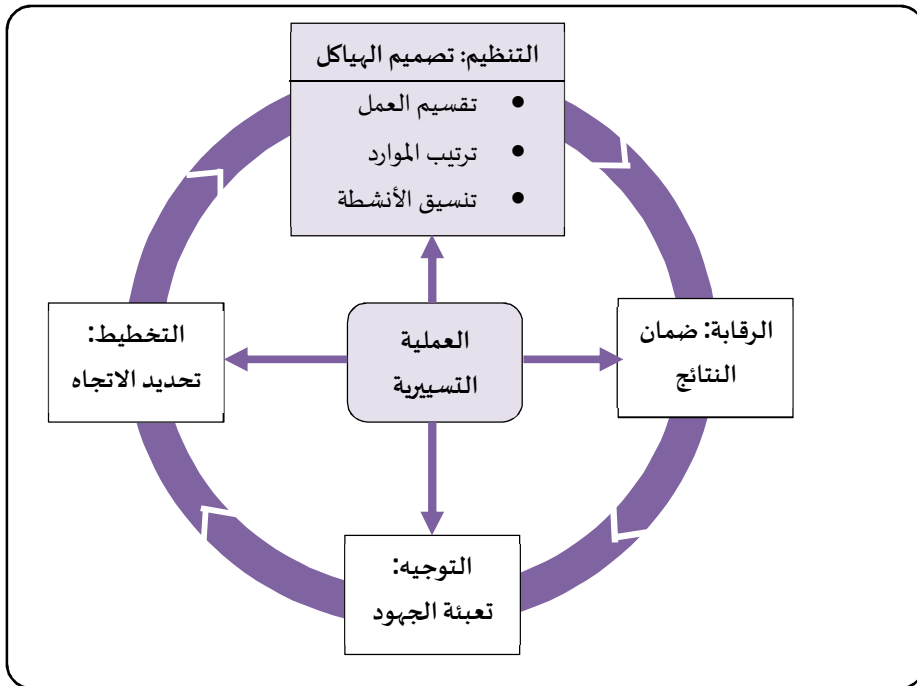 التنظيم: تصميم الهياكل
• تقسيم العمل
• ترتيب الموارد
• تنسيق الأنشطة
الرقابة: ضمان
النتائج
العملية
التسييرية
التخطيط:
تحديد الاتجاه
التوجيه:
تعبئة الجهود